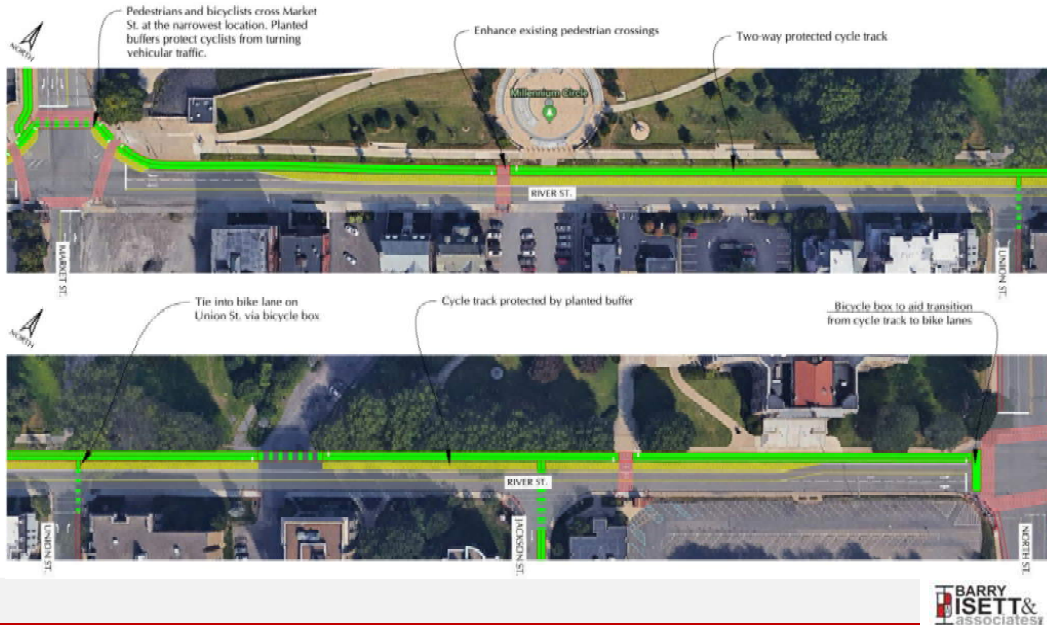 Pedestrians and bicyclists cross Market
St. at the narrowest location. Planted
buffers protect cyclists from turning
vehicular traffic.
Enhance existing pedestrian crossings
Two-way protected cycle track
NORTH
Millennium Circle
RIVER ST.
MARKET ST.
UNION ST.
Tie into bike lane on
Union St. via bicycle box
Cycle track protected by planted buffer
Bicycle box to aid transition
from cycle track to bike lanes
NORTH
RIVER ST.
UNION ST.
JACKSON ST.
NORTH ST.
BARRY
ISETT&
associates